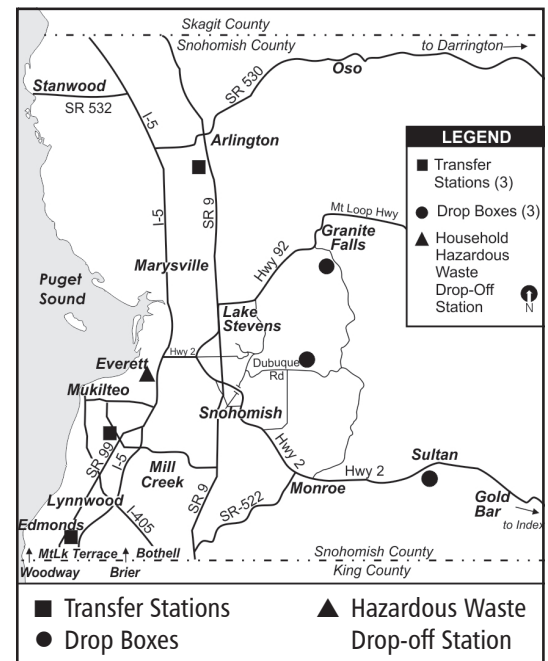 Skagit County
Snohomish County
to Darrington
Oso
SR 530
Stanwood
SR 532
I-5
Arlington
LEGEND
Transfer
Stations (3)
Drop Boxes (3)
Household
Hazardous
Waste
Drop-Off
Station
N
I-5
SR 9
Mt Loop Hwy
Granite
Falls
Hwy 92
Marysville
Puget
Sound
Lake
Stevens
Hwy 2
Dubuque
Rd
Everett
Mukilteo
Snohomish
SR 99
I-5
Mill
Creek
Hwy 2
Hwy 2
Sultan
Monroe
Gold
Bar
to Index
SR 9
SR-522
Lynnwood
I-405
Edmonds
MtLk Terrace
Bothell
Woodway
Brier
Snohomish County
King County
Transfer Stations
Drop Boxes
Hazardous Waste
Drop-off Station